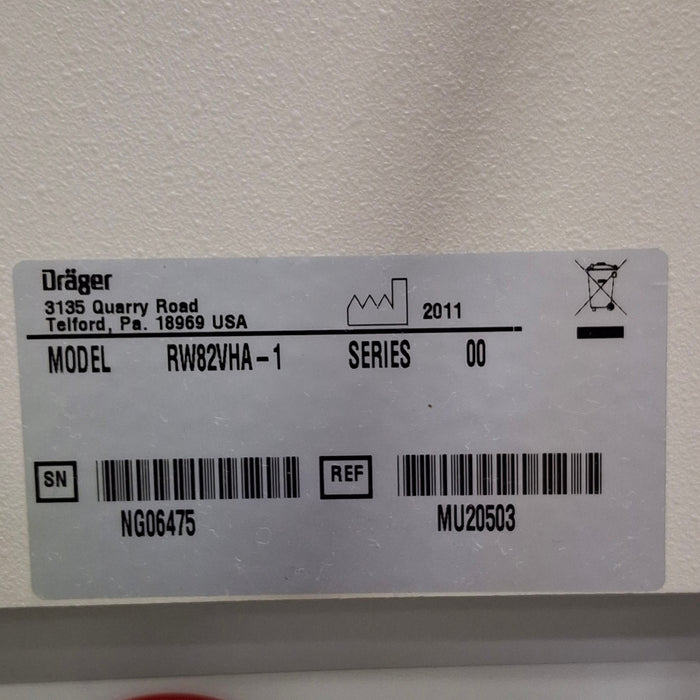 Dräger
3135 Quarry Road
Telford, Pa. 18969 USA
2011
MODEL RW82VHA-1 SERIES 00
SN
REF
NG06475
MU20503